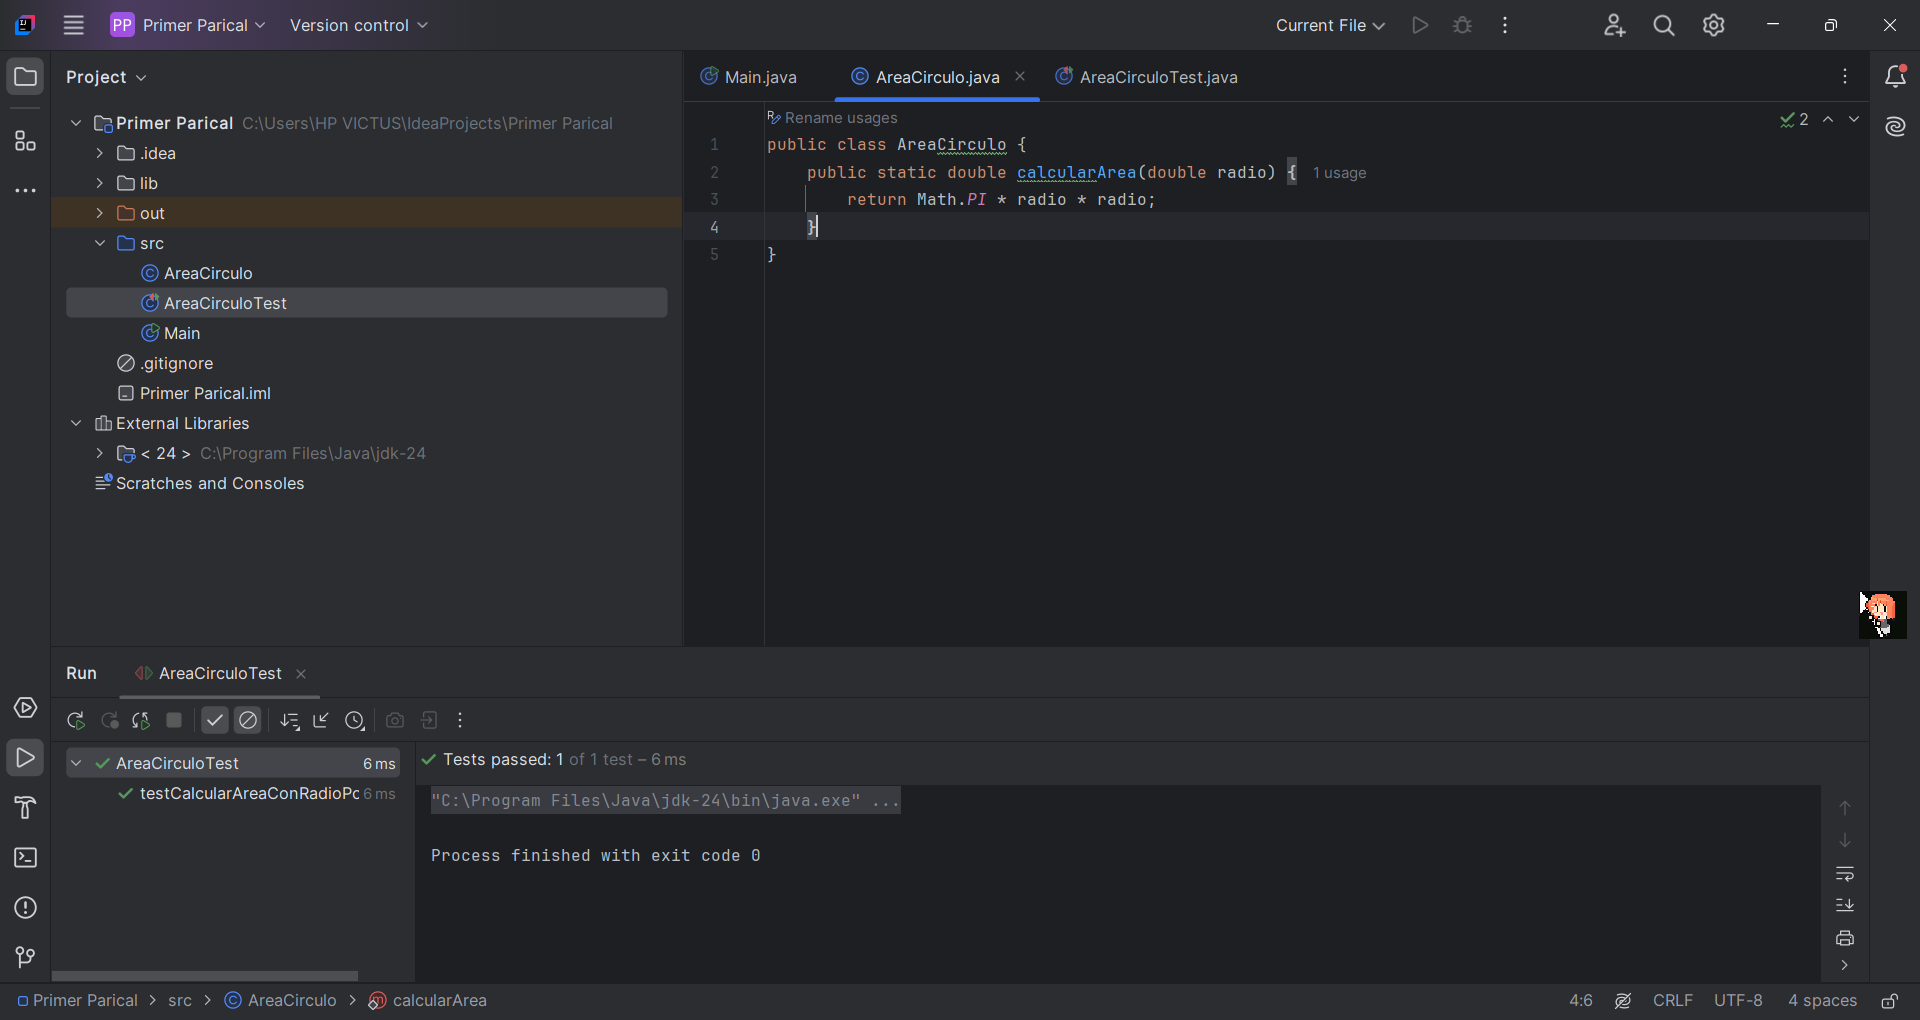 PP Primer Parical Version control Current File
Project
Primer Parical C:\Users\HP VICTUS\IdeaProjects\Primer Parical
.idea
lib
out
src
AreaCirculo
AreaCirculoTest
Main
.gitignore
Primer Parical.iml
External Libraries
< 24 > C:\Program Files\Java\jdk-24
Scratches and Consoles
Main.java AreaCirculo.java AreaCirculoTest.java
Rename usages 2
1 public class AreaCirculo {
2 public static double calcularArea(double radio) { 1 usage
3 return Math.PI * radio * radio;
4 }
5 }
Run AreaCirculoTest
AreaCirculoTest 6 ms
testCalcularAreaConRadioPo 6 ms
Tests passed: 1 of 1 test – 6 ms
"C:\Program Files\Java\jdk-24\bin\java.exe" ...
Process finished with exit code 0
Primer Parical > src > AreaCirculo > calcularArea 4:6 CRLF UTF-8 4 spaces